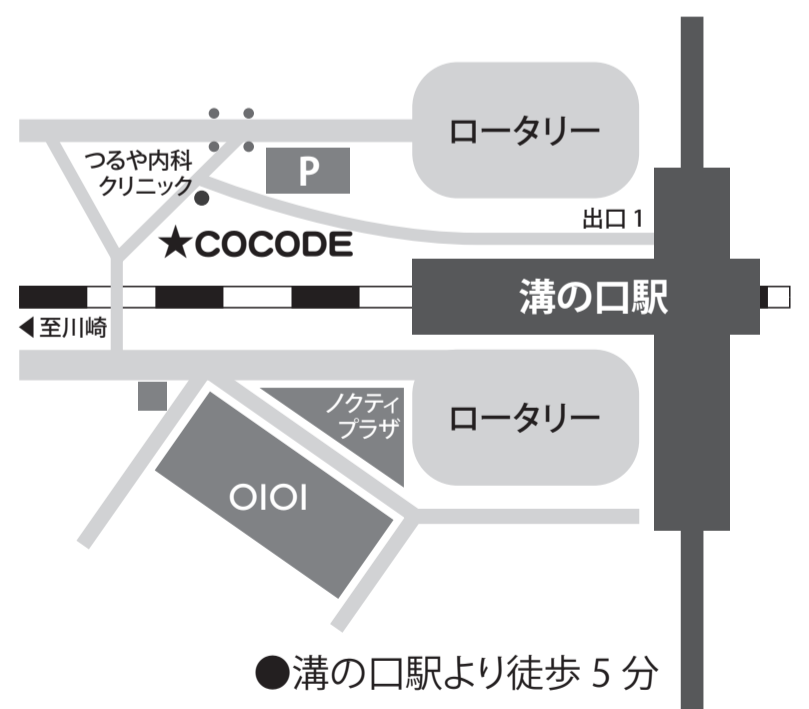 ロータリー
つるや内科
クリニック
P
出口 1
★COCODE
溝の口駅
◀至川崎
ノクティ
プラザ
ロータリー
OIOI
●溝の口駅より徒歩 5 分